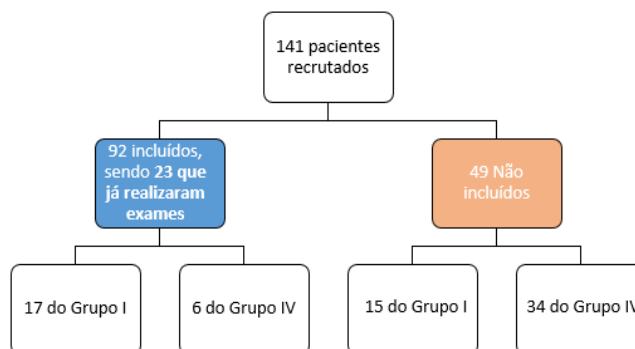 141 pacientes
recrutados
92 incluídos,
sendo 23 que
já realizaram
exames
49 Não
incluídos
17 do Grupo I
6 do Grupo IV
15 do Grupo I
34 do Grupo IV